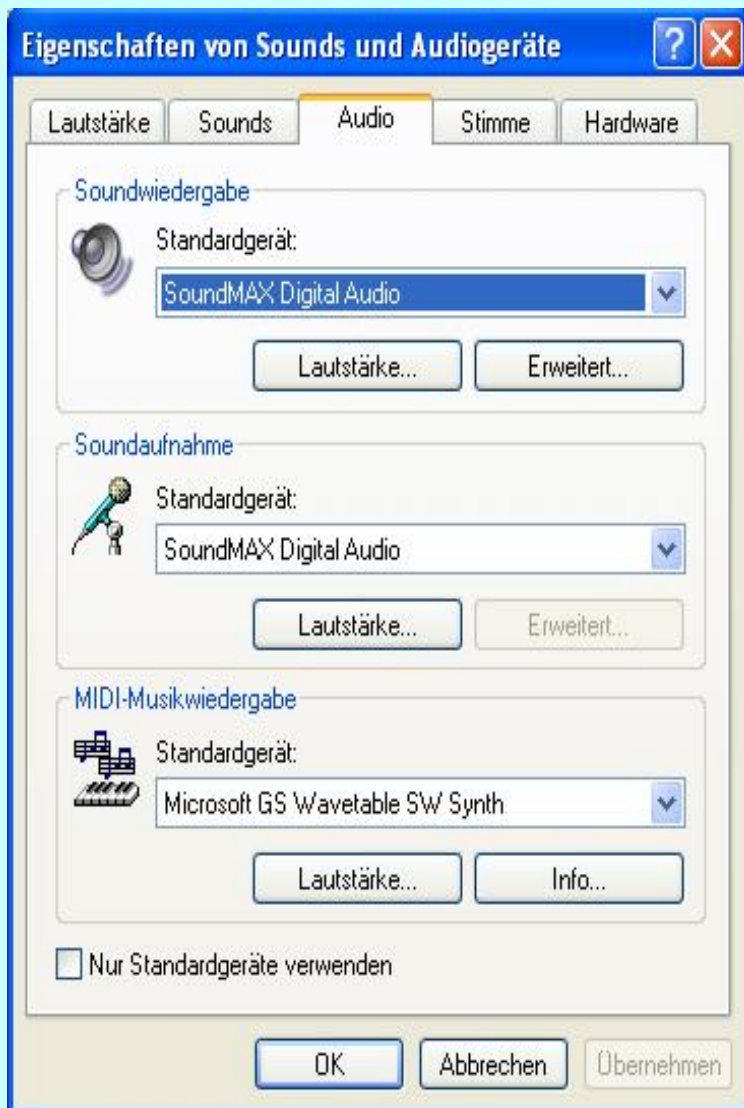 Eigenschaften von Sounds und Audiogeräte
Lautstärke Sounds Audio Stimme Hardware
Soundwiedergabe
Standardgerät:
SoundMAX Digital Audio
Lautstärke... Erweitert...
Soundaufnahme
Standardgerät:
SoundMAX Digital Audio
Lautstärke... Erweitert...
MIDI-Musikwiedergabe
Standardgerät:
Microsoft GS Wavetable SW Synth
Lautstärke... Info...
Nur Standardgeräte verwenden
OK Abbrechen Übernehmen